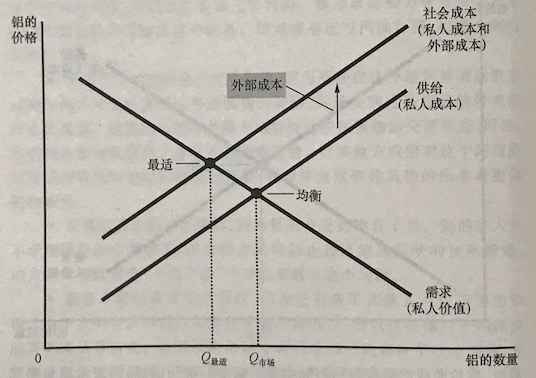 铝的
价格
社会成本
(私人成本和
外部成本)
外部成本
供给
(私人成本)
最适
均衡
需求
(私人价值)
0
Q最适
Q市场
铝的数量